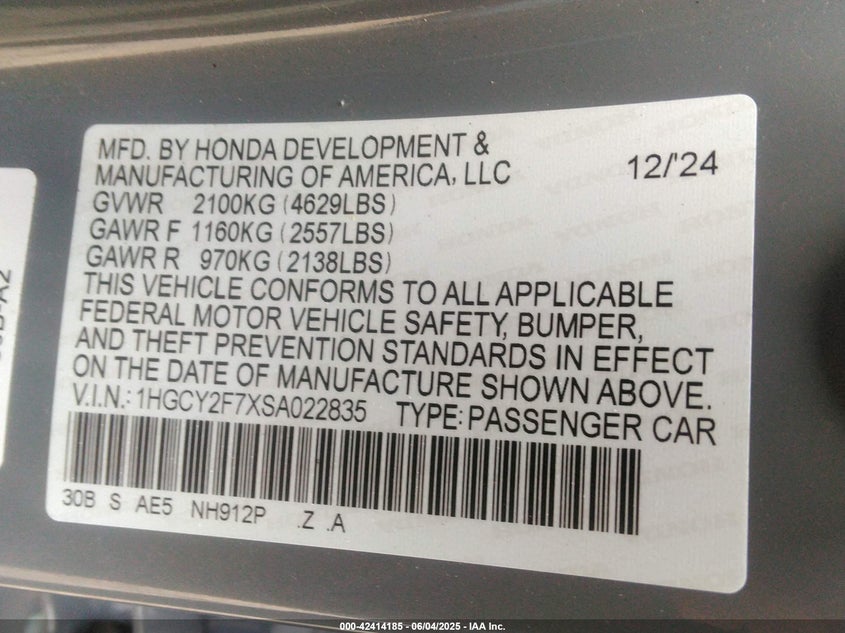 MFD. BY HONDA DEVELOPMENT &
MANUFACTURING OF AMERICA, LLC 12/'24
GVWR 2100KG (4629LBS)
GAWR F 1160KG (2557LBS)
GAWR R 970KG (2138LBS)
THIS VEHICLE CONFORMS TO ALL APPLICABLE
FEDERAL MOTOR VEHICLE SAFETY, BUMPER,
AND THEFT PREVENTION STANDARDS IN EFFECT
ON THE DATE OF MANUFACTURE SHOWN ABOVE.
V.I.N.: 1HGCY2F7XSA022835 TYPE: PASSENGER CAR
30B S AE5 NH912P .Z .A
000-42414185 - 06/04/2025 - IAA Inc.